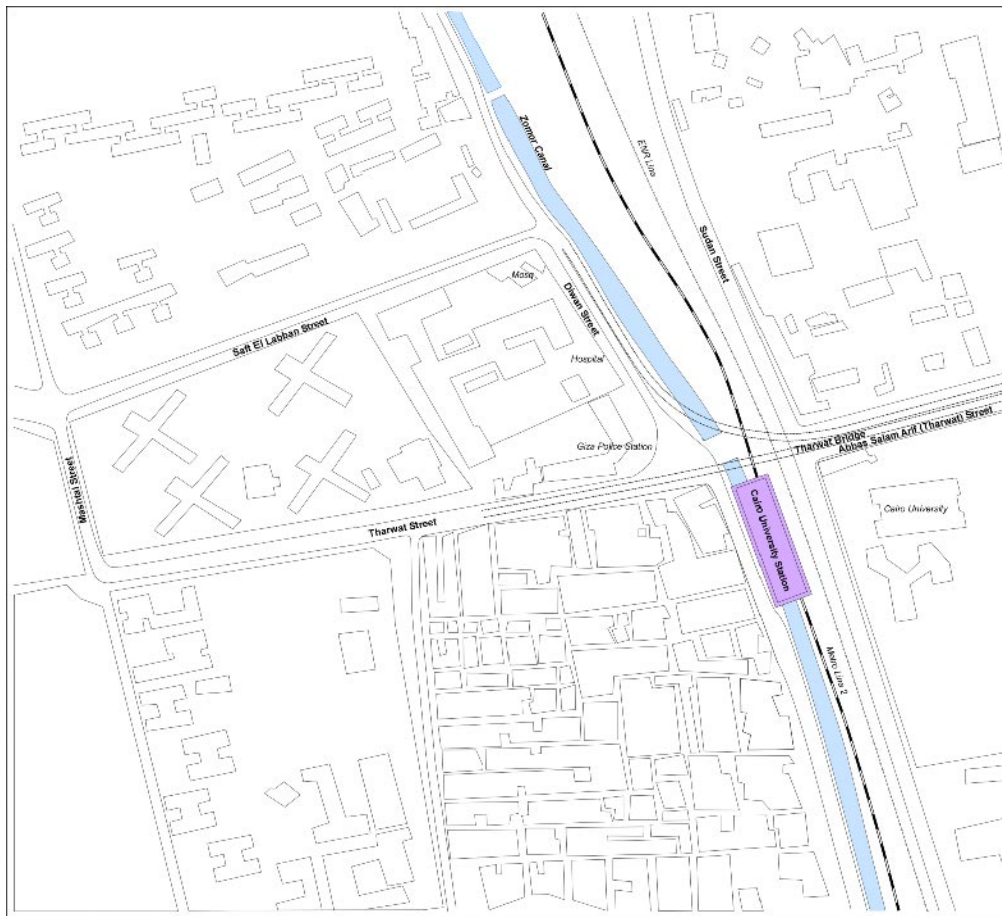 Zomor Canal
ENR Line
Sudan Street
Mosq
Diwan Street
Saft El Labban Street
Hospital
Giza Police Station
Tharwat Bridge
Abbas Salam Arif (Tharwat) Street
Mashtal Street
Tharwat Street
Cairo University Station
Cairo University
Metro Line 2